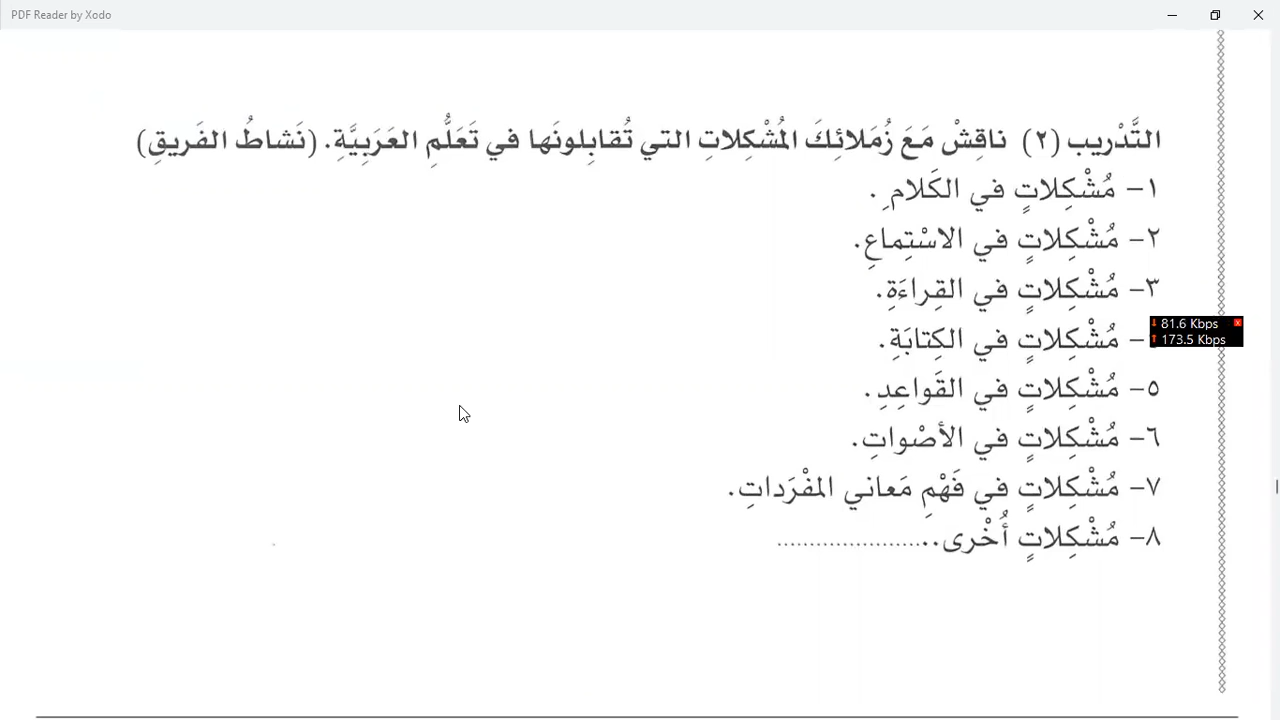 PDF Reader by Xodo
التَّدْريب (٢) ناقِشْ مَعَ زُمَلائِكَ المُشْكِلاتِ التي تُقابِلونَها في تَعَلُّمِ العَرَبِيَّةِ. (نَشاطُ الفَريقِ)
١- مُشْكِلاتٍ في الكَلامِ.
٢- مُشْكِلاتٍ في الاسْتِماعِ.
٣- مُشْكِلاتٍ في القِراءَةِ.
- مُشْكِلاتٍ في الكِتابَةِ.
٥- مُشْكِلاتٍ في القَواعِدِ.
٦- مُشْكِلاتٍ في الأصْواتِ.
٧- مُشْكِلاتٍ في فَهْمِ مَعاني المفْرَداتِ.
٨- مُشْكِلاتٍ أُخْرى.......................
81.6 Kbps
173.5 Kbps